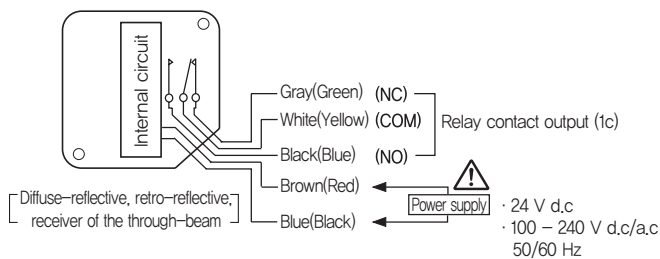 Internal circuit
Gray(Green) (NC)
White(Yellow) (COM)
Relay contact output (1c)
Black(Blue) (NO)
Brown(Red)
Diffuse-reflective, retro-reflective,
receiver of the through-beam
Blue(Black)
Power supply
· 24 V d.c
· 100 - 240 V d.c/a.c
50/60 Hz